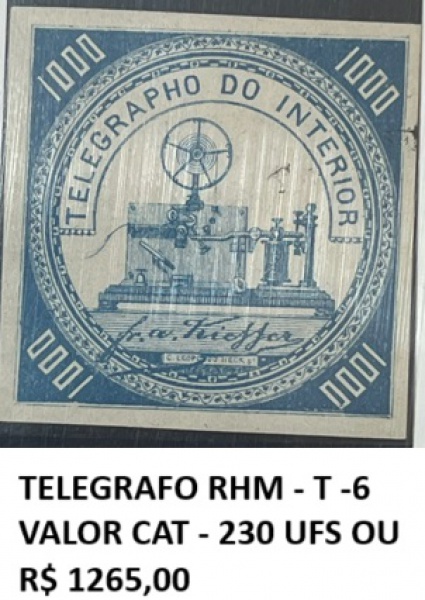 1000 1000
TELEGRAPHO DO INTERIOR
fr. w. Kieffer
1000 1000
TELEGRAFO RHM - T -6
VALOR CAT - 230 UFS OU
R$ 1265,00